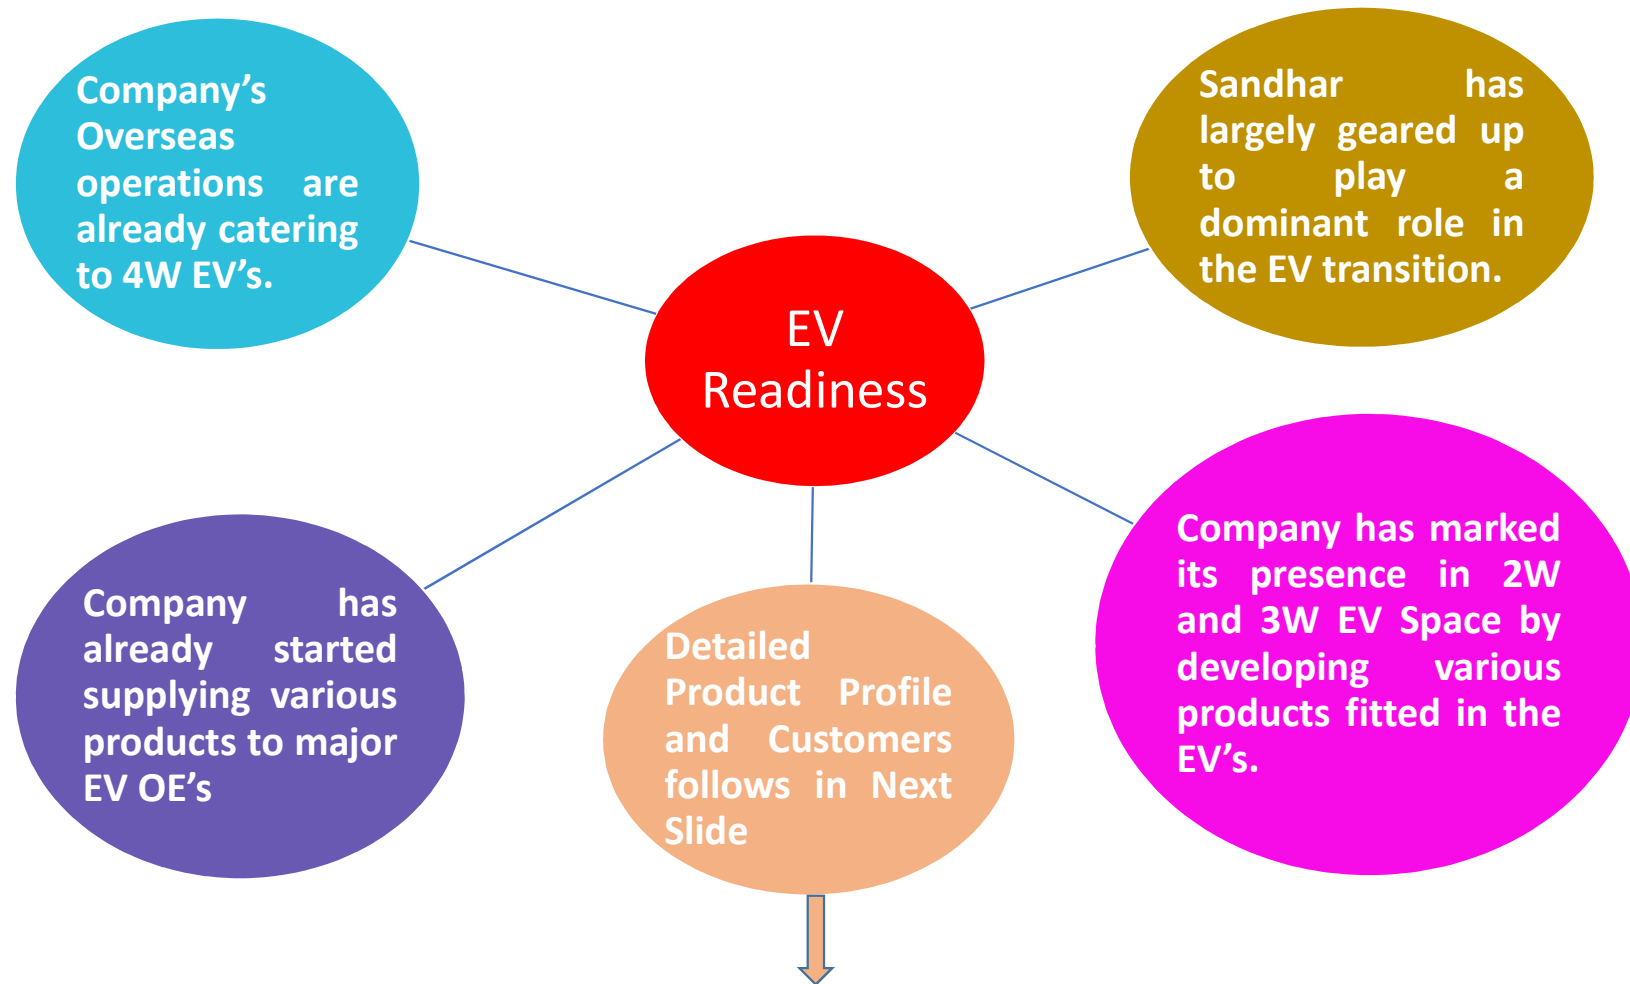 Company’s
Overseas
operations are
already catering
to 4W EV’s.
Sandhar has
largely geared up
to play a
dominant role in
the EV transition.
EV
Readiness
Company has
already started
supplying various
products to major
EV OE’s
Detailed
Product Profile
and Customers
follows in Next
Slide
Company has marked
its presence in 2W
and 3W EV Space by
developing various
products fitted in the
EV’s.